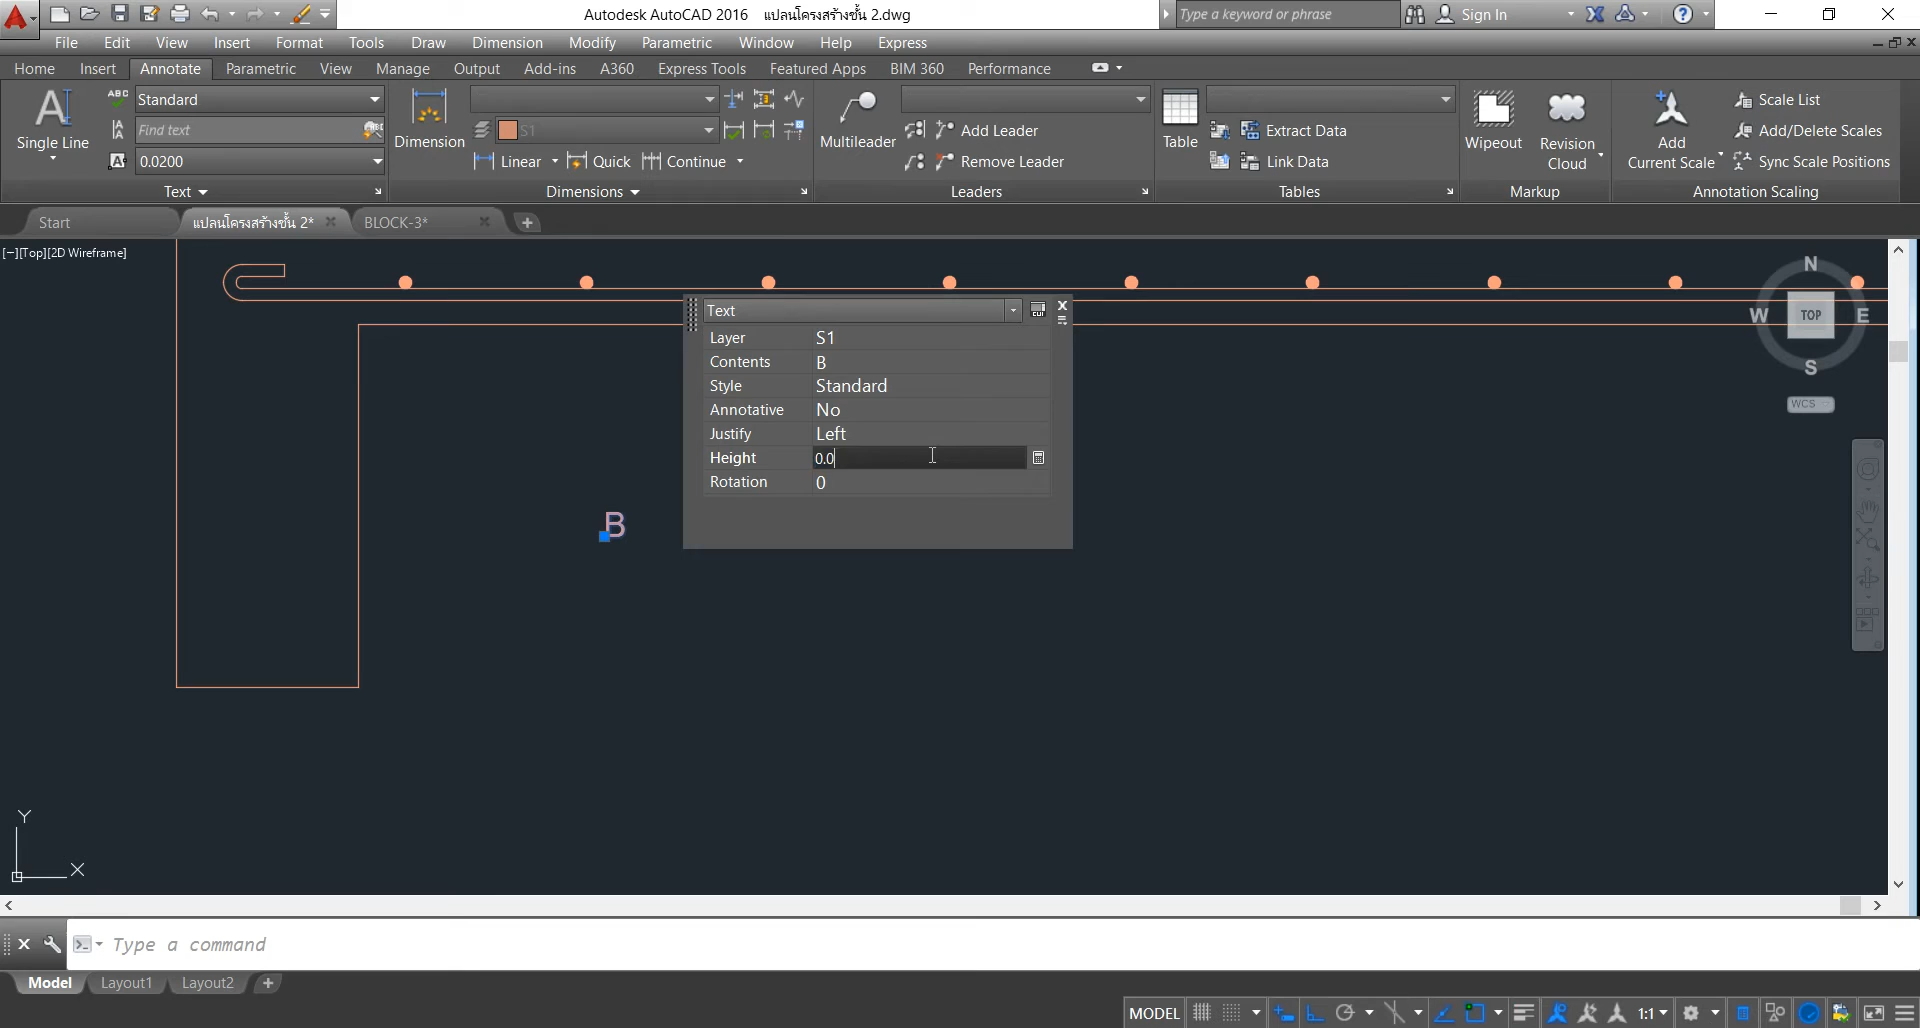 Autodesk AutoCAD 2016 แปลนโครงสร้างชั้น 2.dwg
Type a keyword or phrase
Sign In
File Edit View Insert Format Tools Draw Dimension Modify Parametric Window Help Express
Home Insert Annotate Parametric View Manage Output Add-ins A360 Express Tools Featured Apps BIM 360 Performance
Single Line
ABC Standard
Find text
0.0200
Text
Dimension
S1
Linear Quick Continue
Dimensions
Multileader
Add Leader
Remove Leader
Leaders
Table
Extract Data
Link Data
Tables
Wipeout
Revision
Cloud
Markup
Add
Current Scale
Scale List
Add/Delete Scales
Sync Scale Positions
Annotation Scaling
Start แปลนโครงสร้างชั้น 2* BLOCK-3*
[−][Top][2D Wireframe]
N
W TOP E
S
WCS
Text
Layer S1
Contents B
Style Standard
Annotative No
Justify Left
Height 0.0
Rotation 0
B
Y
X
Type a command
Model Layout1 Layout2
MODEL 1:1